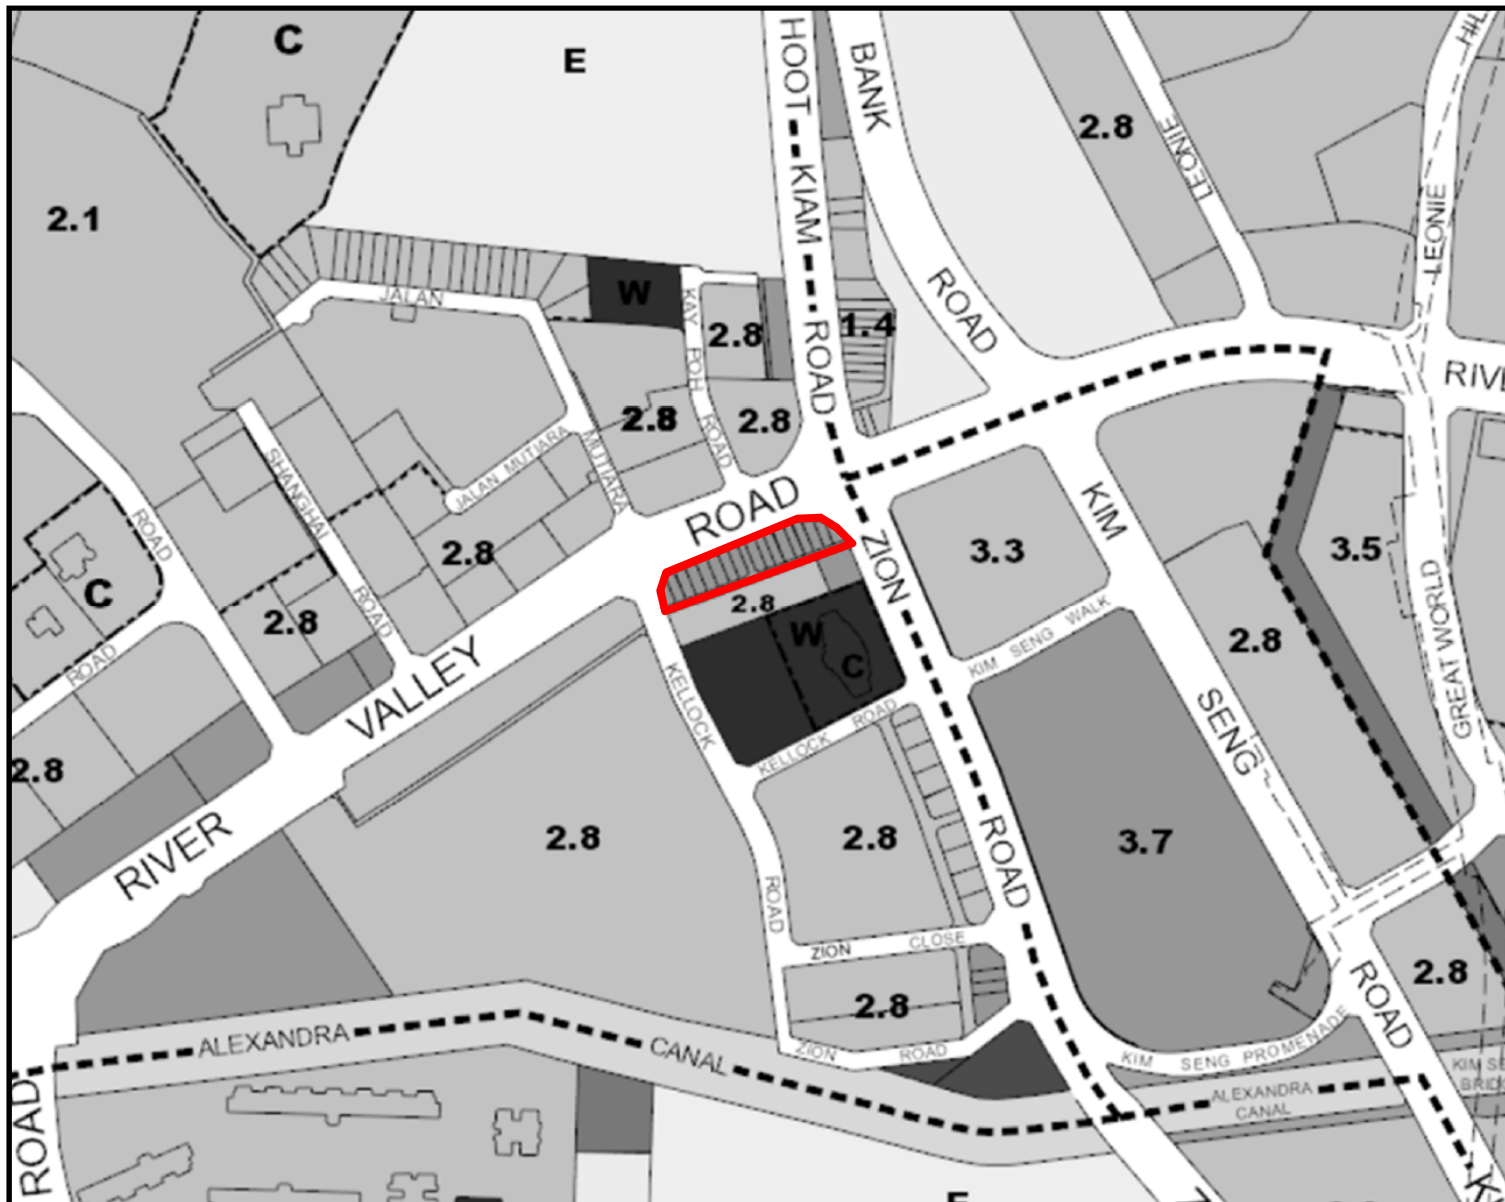 C
E
HOOT KIAM ROAD
BANK ROAD
2.8
LEONIE
HIL
LEONIE
2.1
W
JALAN MUTIARA
KAY POH ROAD
2.8
1.4
RIVE
2.8
2.8
JALAN MUTIARA
SHANGHAI ROAD
ROAD
C
ROAD
2.8
2.8
2.8
RIVER VALLEY ROAD
ZION ROAD
3.3
KIM SENG ROAD
3.5
GREAT WORLD
2.8
W
C
KELLOCK ROAD
KELLOCK ROAD
KIM SENG WALK
2.8
2.8
2.8
3.7
ZION CLOSE
2.8
2.8
ZION ROAD
KIM SENG PROMENADE
ALEXANDRA CANAL
ALEXANDRA
CANAL
KIM SE
BRID
ROAD